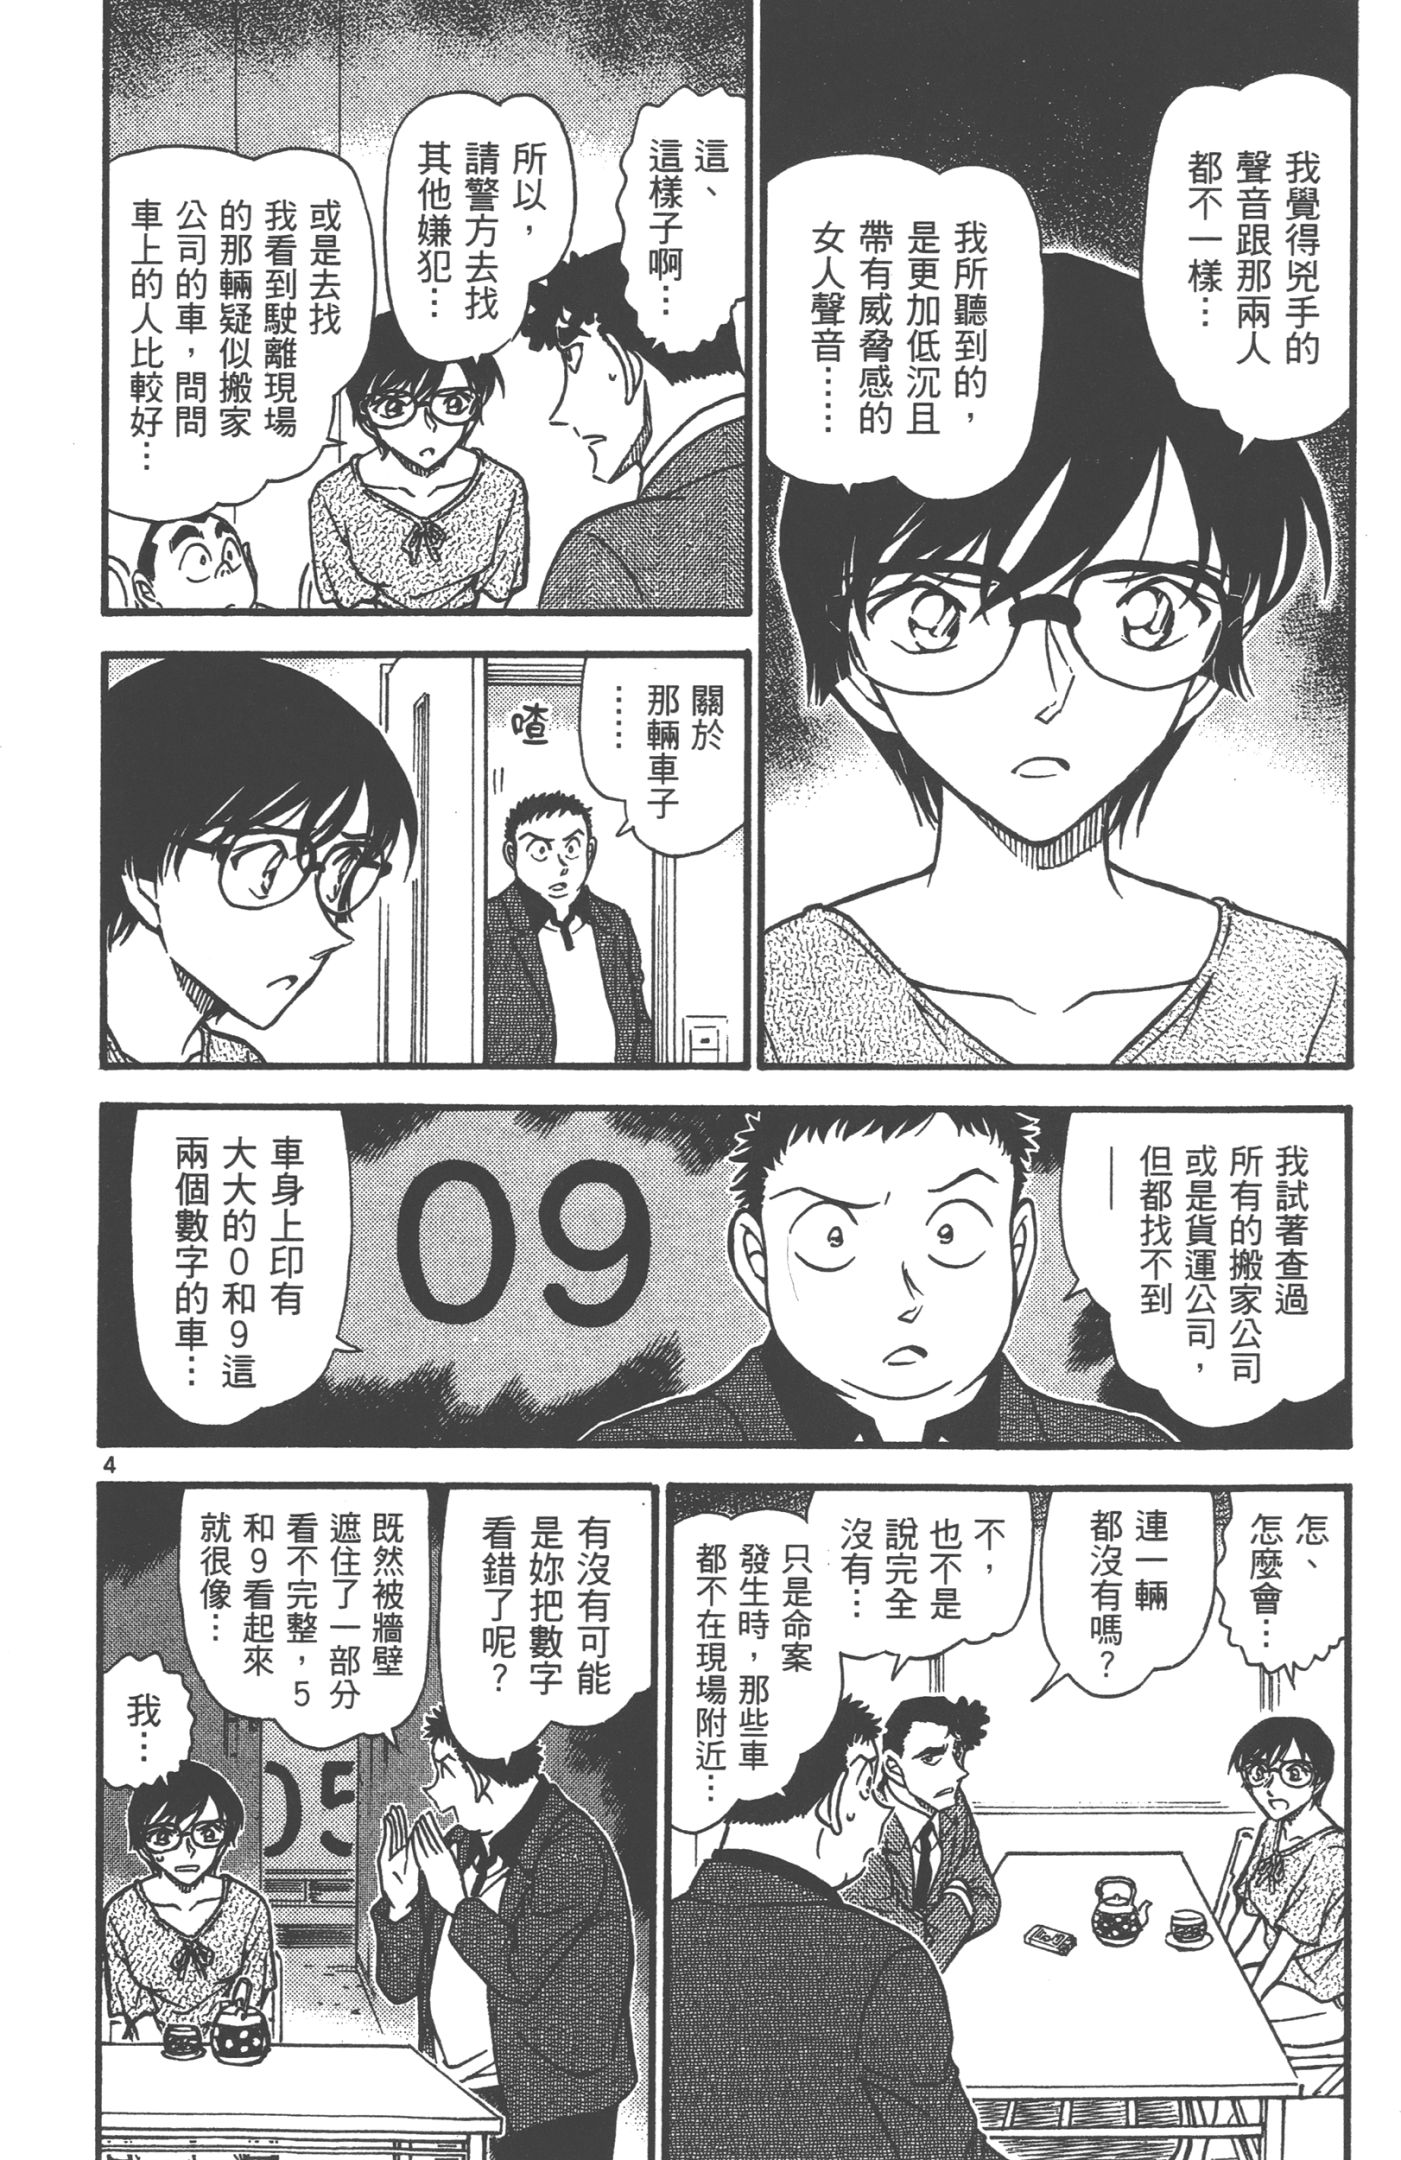 我覺得兇手的
聲音跟那兩人
都不一樣…
我所聽到的，
是更加低沉且
帶有威脅感的
女人聲音……
這、
這樣子啊…
所以，
請警方去找
其他嫌犯…
或是去找
我看到駛離現場
的那輛疑似搬家
公司的車，問問
車上的人比較好…
關於
那輛車子
……
喳
我試著查過
所有的搬家公司
或是貨運公司，
但都找不到
——
09
車身上印有
大大的0和9這
兩個數字的車…
怎、
怎麼會…
連一輛
都沒有嗎？
不，
也不是
說完全
沒有…
只是命案
發生時，那些車
都不在現場附近…
有沒有可能
是妳把數字
看錯了呢？
既然被牆壁
遮住了一部分
看不完整，5
和9看起來
就很像…
05
我…
4